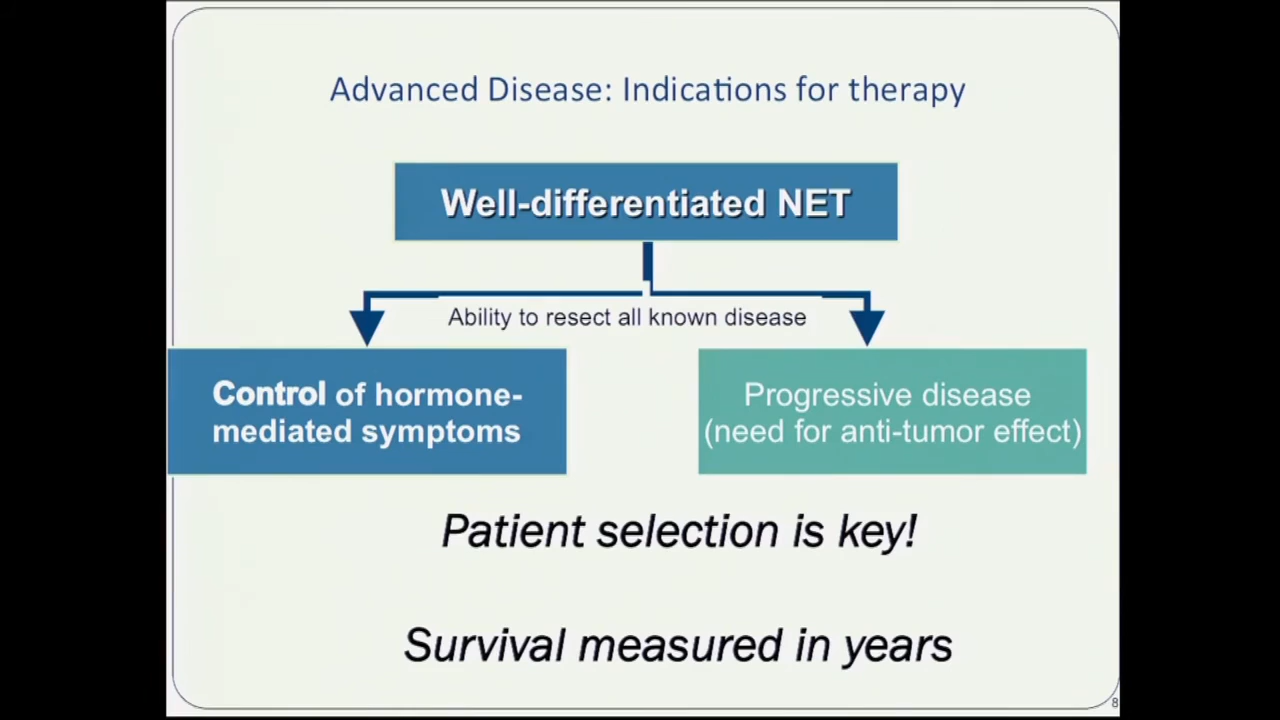 Advanced Disease: Indications for therapy
Well-differentiated NET
Ability to resect all known disease
Control of hormone-
mediated symptoms
Progressive disease
(need for anti-tumor effect)
Patient selection is key!
Survival measured in years
8